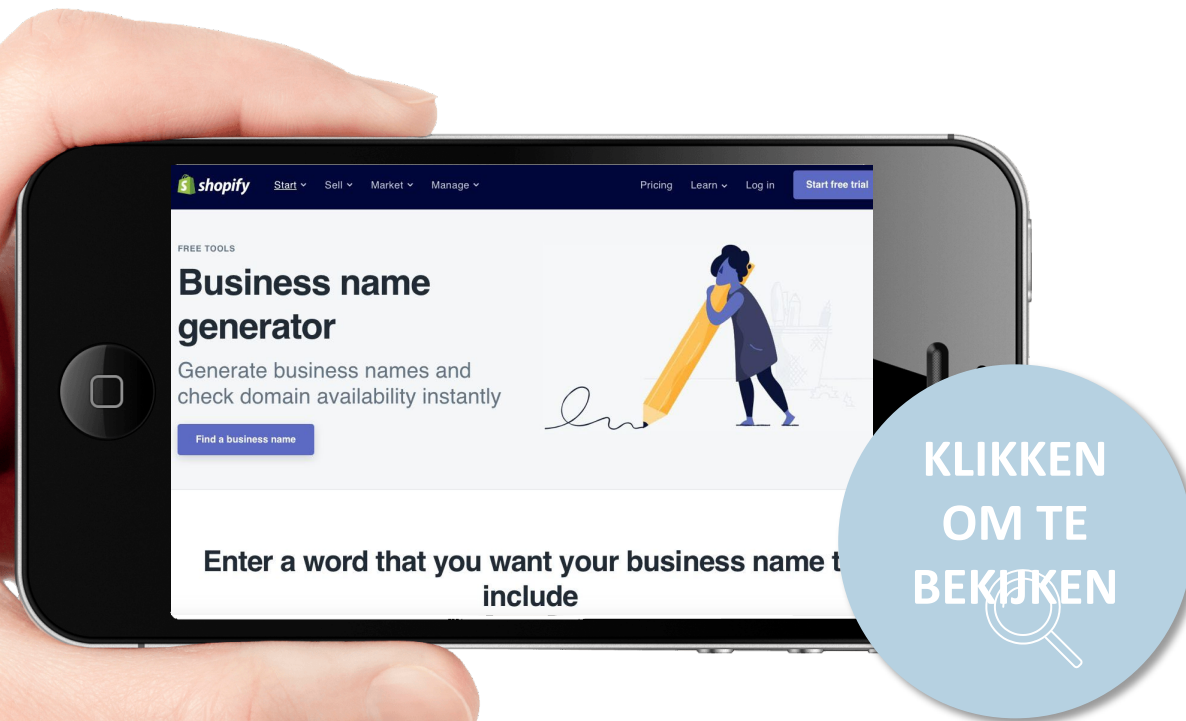 shopify Start Sell Market Manage Pricing Learn Log in Start free trial
FREE TOOLS
Business name
generator
Generate business names and
check domain availability instantly
Find a business name
Enter a word that you want your business name t
include
KLIKKEN
OM TE
BEKIJKEN